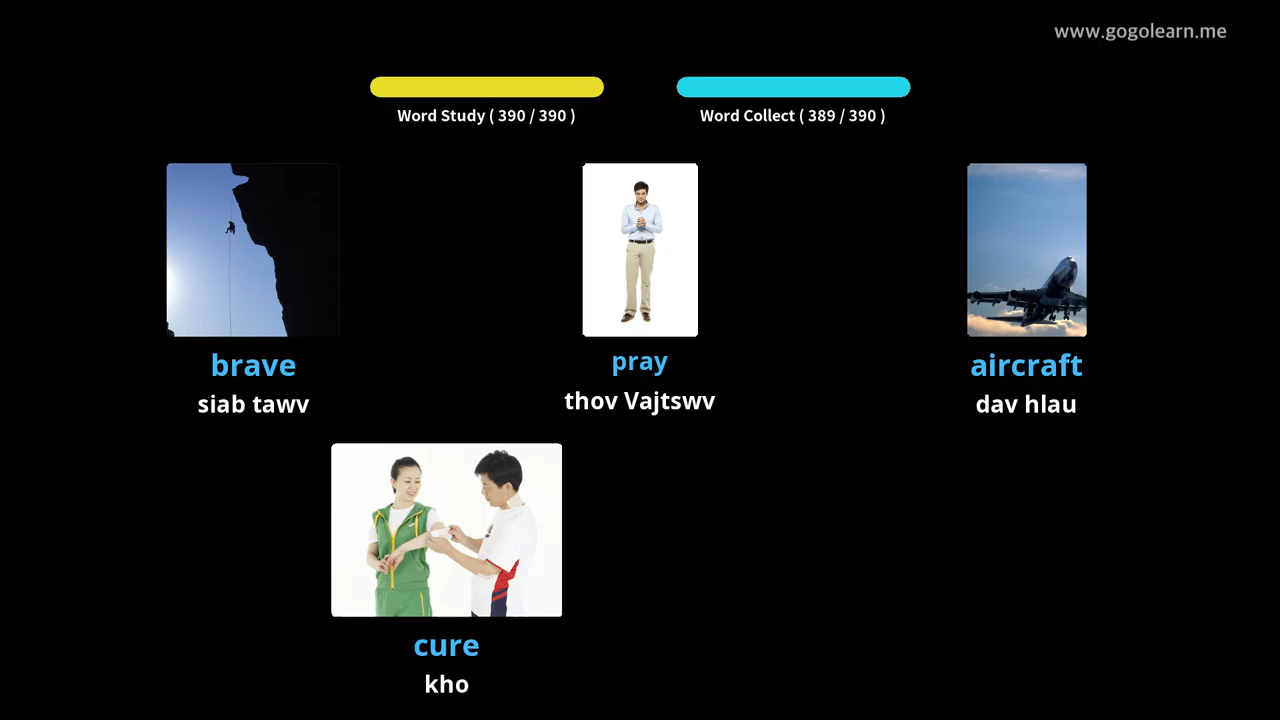 www.gogolearn.me
Word Study ( 390 / 390 )
Word Collect ( 389 / 390 )
brave
siab tawv
pray
thov Vajtswv
aircraft
dav hlau
cure
kho